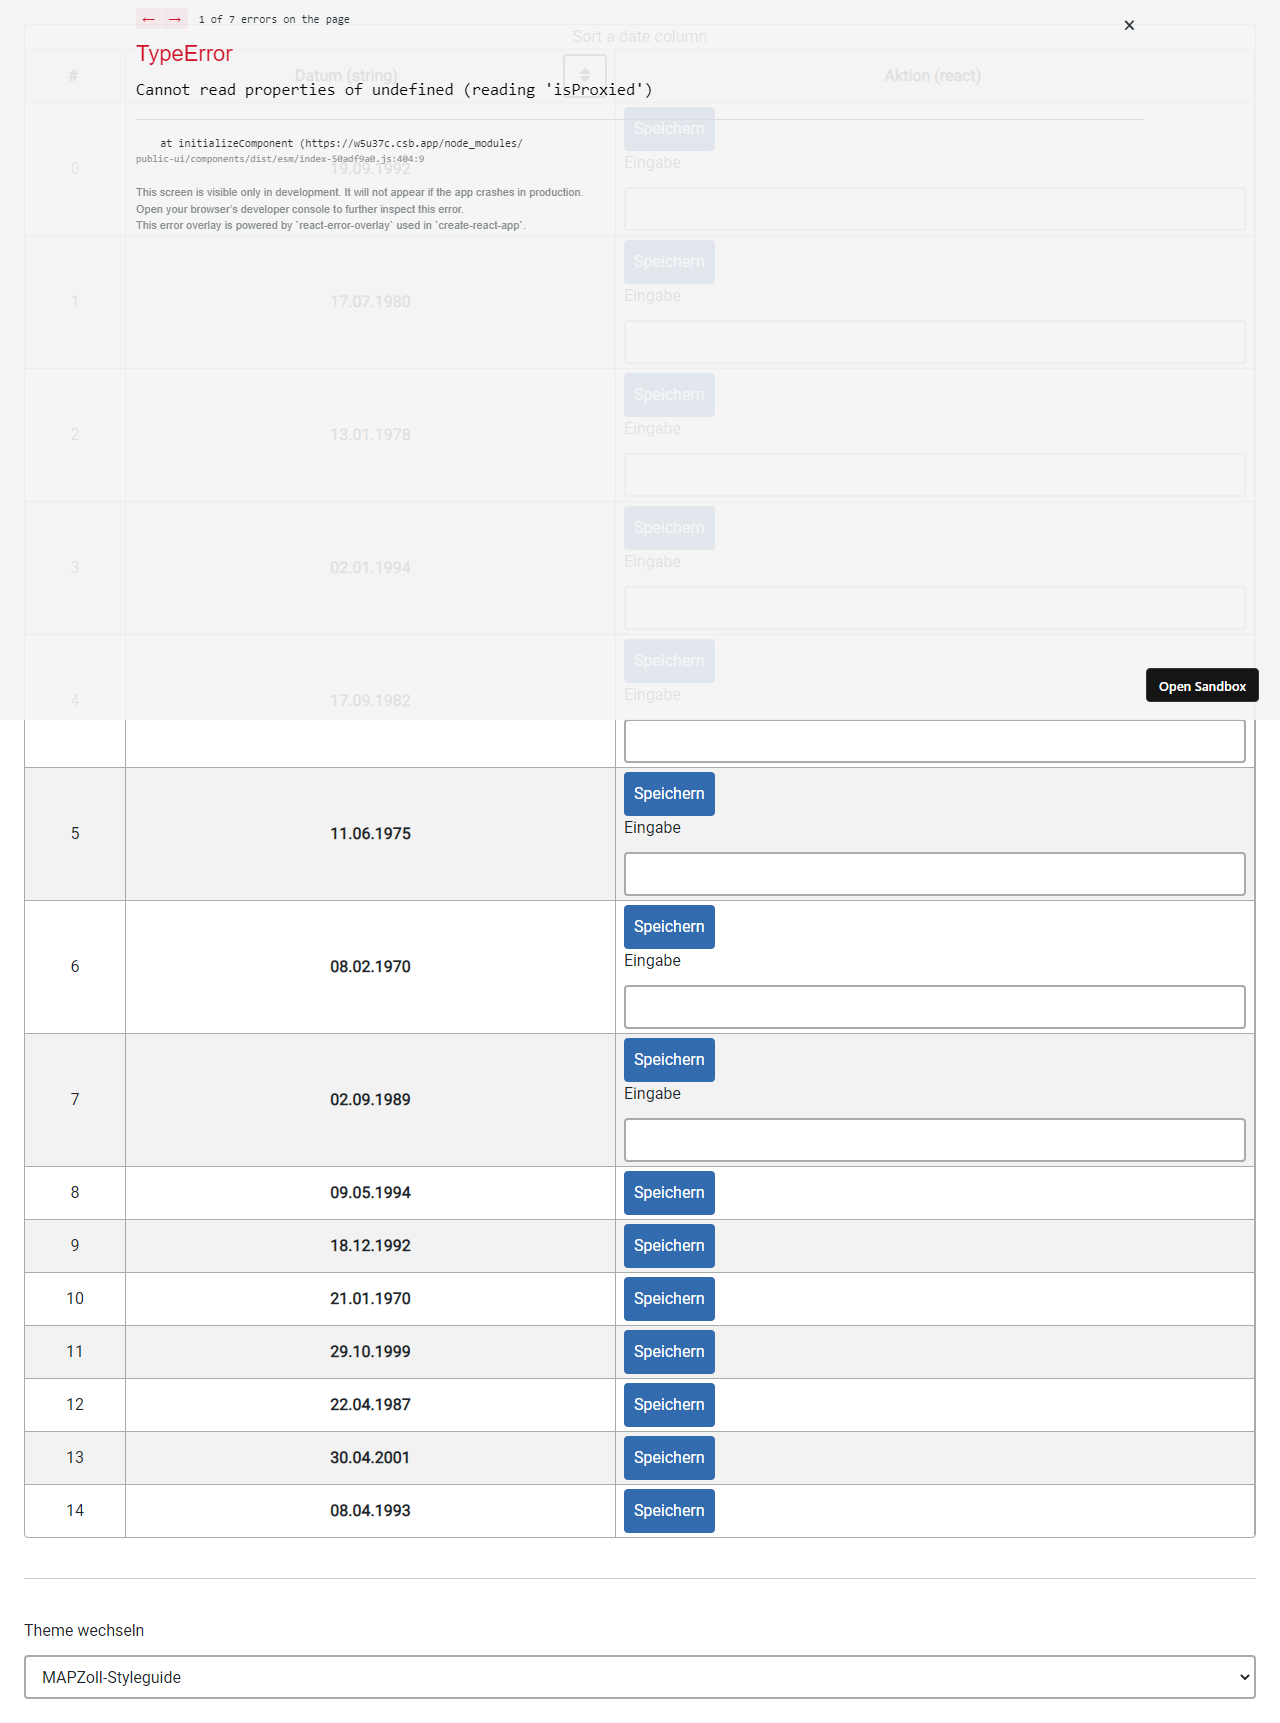 ← → 1 of 7 errors on the page
×
Sort a date column
TypeError
# Datum (string) Aktion (react)
Cannot read properties of undefined (reading 'isProxied')
Speichern
at initializeComponent (https://w5u37c.csb.app/node_modules/
public-ui/components/dist/esm/index-50adf9a0.js:404:9
Eingabe
0 19.09.1992
This screen is visible only in development. It will not appear if the app crashes in production.
Open your browser's developer console to further inspect this error.
This error overlay is powered by `react-error-overlay` used in `create-react-app`.
Speichern
Eingabe
1 17.07.1980
Speichern
Eingabe
2 13.01.1978
Speichern
Eingabe
3 02.01.1994
Speichern
Eingabe
4 17.09.1982
Open Sandbox
Speichern
Eingabe
5 11.06.1975
Speichern
Eingabe
6 08.02.1970
Speichern
Eingabe
7 02.09.1989
8 09.05.1994 Speichern
9 18.12.1992 Speichern
10 21.01.1970 Speichern
11 29.10.1999 Speichern
12 22.04.1987 Speichern
13 30.04.2001 Speichern
14 08.04.1993 Speichern
Theme wechseln
MAPZoll-Styleguide